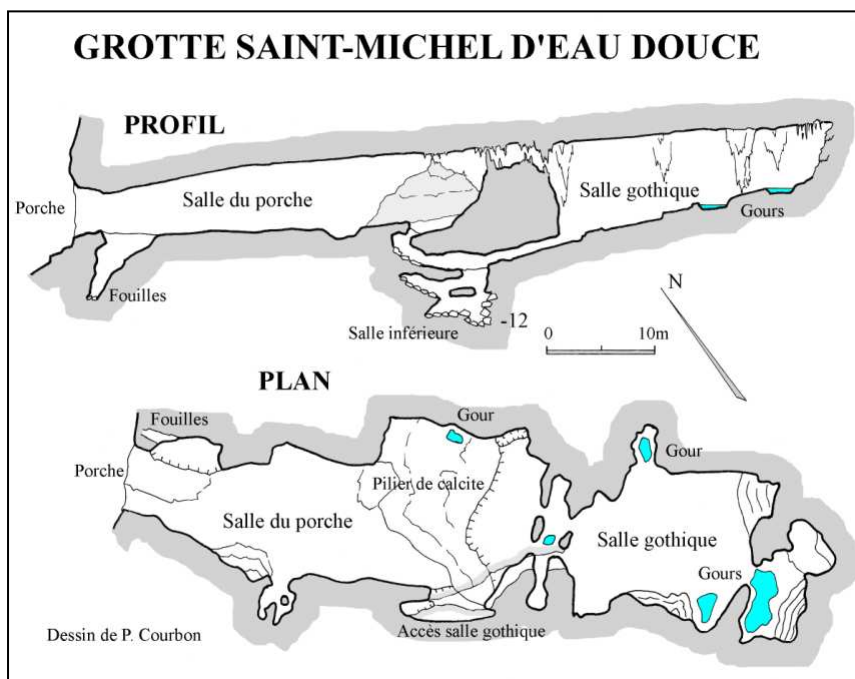 GROTTE SAINT-MICHEL D'EAU DOUCE
PROFIL
Porche
Salle du porche
Salle gothique
Gours
Fouilles
Salle inférieure
-12
0 10m
N
PLAN
Fouilles
Gour
Porche
Gour
Pilier de calcite
Salle du porche
Salle gothique
Gours
Dessin de P. Courbon
Accès salle gothique